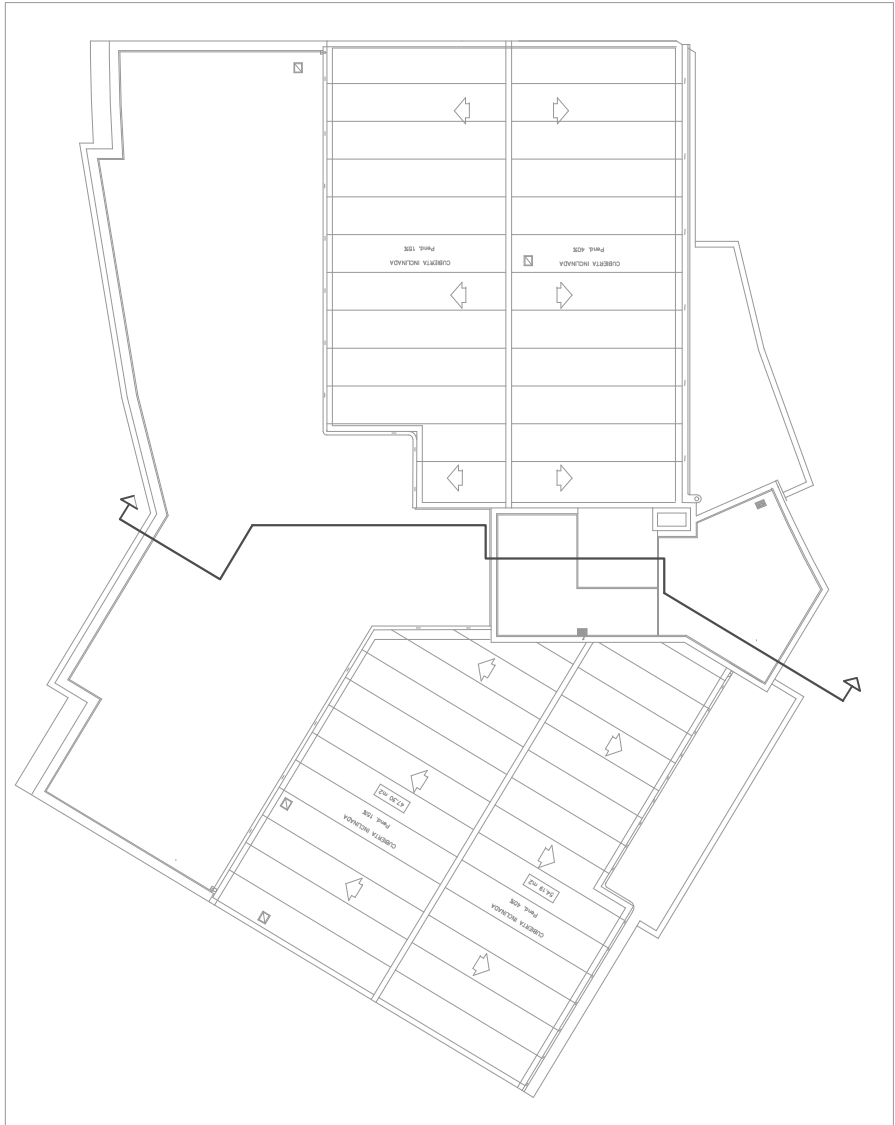 CUBIERTA INCLINADA
Pend. 15%
CUBIERTA INCLINADA
Pend. 40%
CUBIERTA INCLINADA
Pend. 15%
47,30 m2
CUBIERTA INCLINADA
Pend. 40%
54,19 m2